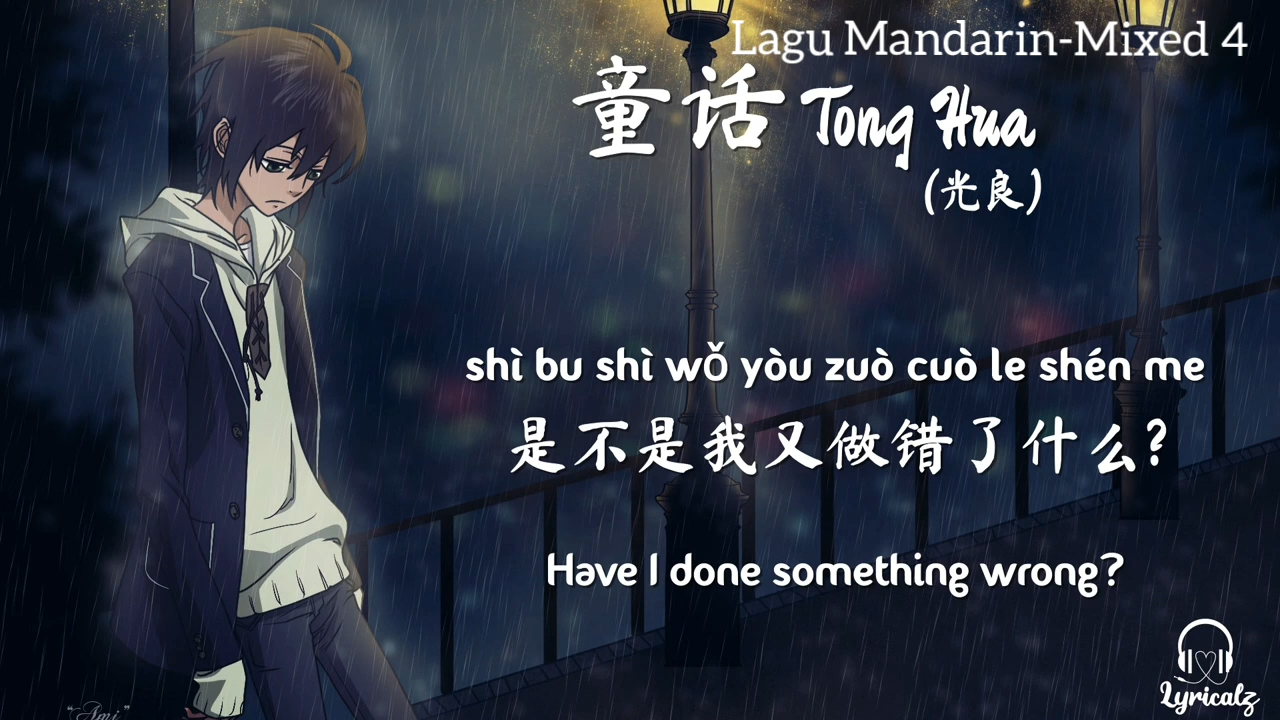 Lagu Mandarin-Mixed 4
童话 Tong Hua
(光良)
shì bu shì wǒ yòu zuò cuò le shén me
是不是我又做错了什么?
Have I done something wrong?
Lyricalz
"Ami"